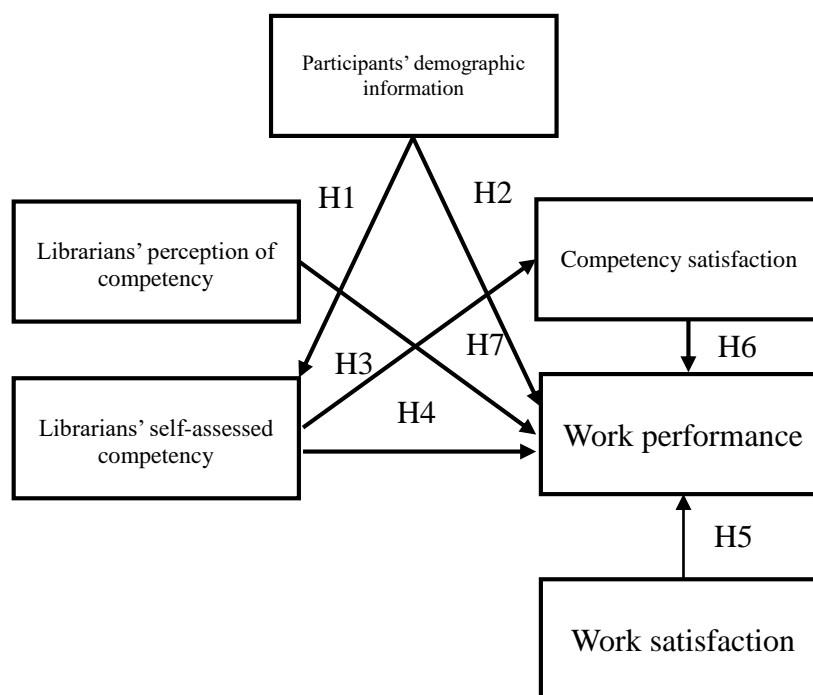 Participants’ demographic
information
H1
H2
Librarians’ perception of
competency
Competency satisfaction
H3
H7
H6
Librarians’ self-assessed
competency
H4
Work performance
H5
Work satisfaction